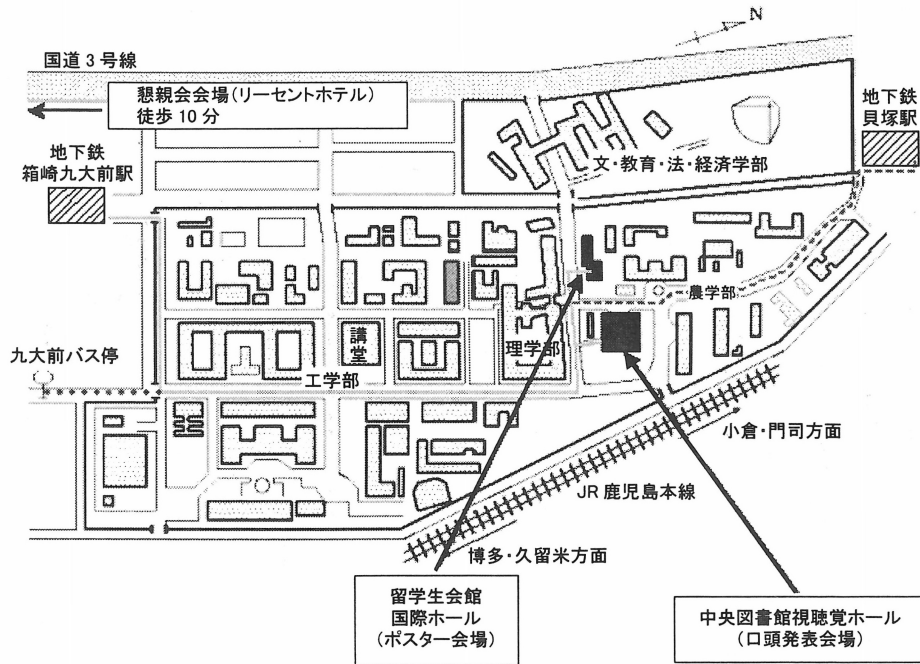 N
国道3号線
懇親会会場(リーセントホテル)
徒歩10分
地下鉄
箱崎九大前駅
地下鉄
貝塚駅
文・教育・法・経済学部
農学部
理学部
講堂
工学部
九大前バス停
小倉・門司方面
JR鹿児島本線
博多・久留米方面
留学生会館
国際ホール
(ポスター会場)
中央図書館視聴覚ホール
(口頭発表会場)